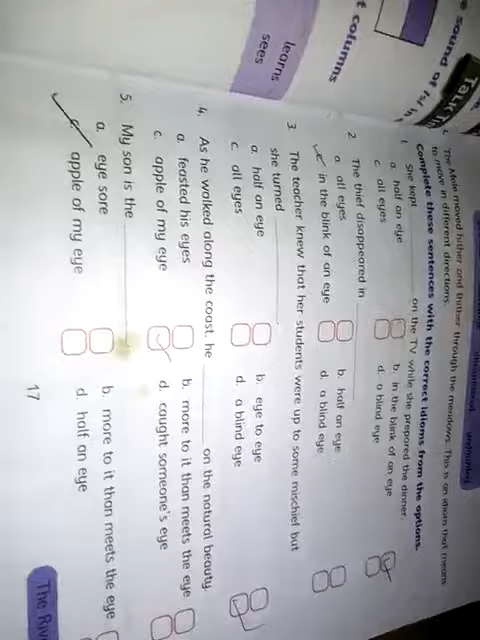 e sound of /s/ in
t columns
learns
sees
TALK TI
The Mole moved hither and thither through the meadows. This is an idiom that means
to move in different directions.
Complete these sentences with the correct idioms from the options.
1. She kept ________ on the TV while she prepared the dinner.
a. half an eye
b. in the blink of an eye
c. all eyes
d. a blind eye
2 The thief disappeared in ________
a. all eyes
b. half an eye
c. in the blink of an eye
d. a blind eye
3 The teacher knew that her students were up to some mischief but
she turned ________.
a. half an eye
b. eye to eye
c. all eyes
d. a blind eye
4. As he walked along the coast, he ________ on the natural beauty.
a. feasted his eyes
b. more to it than meets the eye
c. apple of my eye
d. caught someone's eye
5. My son is the ________
a. eye sore
b. more to it than meets the eye
c. apple of my eye
d. half an eye
17
The Riv